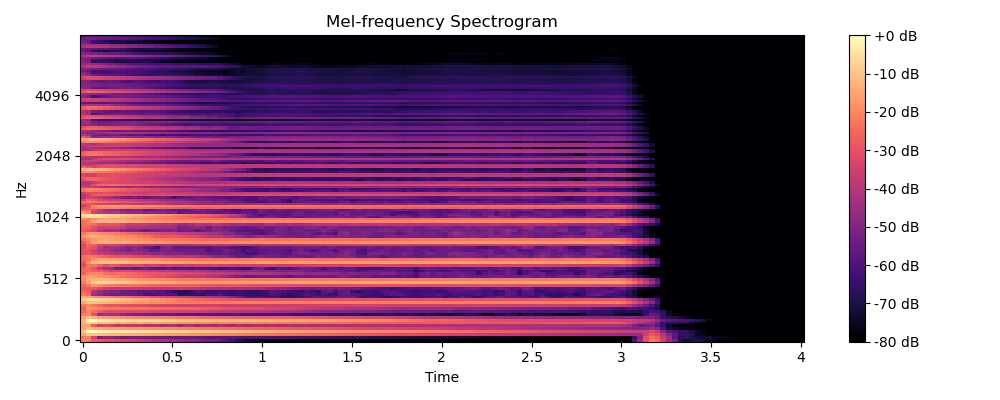 Mel-frequency Spectrogram
Hz
4096
2048
1024
512
0
0
0.5
1
1.5
2
2.5
3
3.5
4
Time
+0 dB
-10 dB
-20 dB
-30 dB
-40 dB
-50 dB
-60 dB
-70 dB
-80 dB